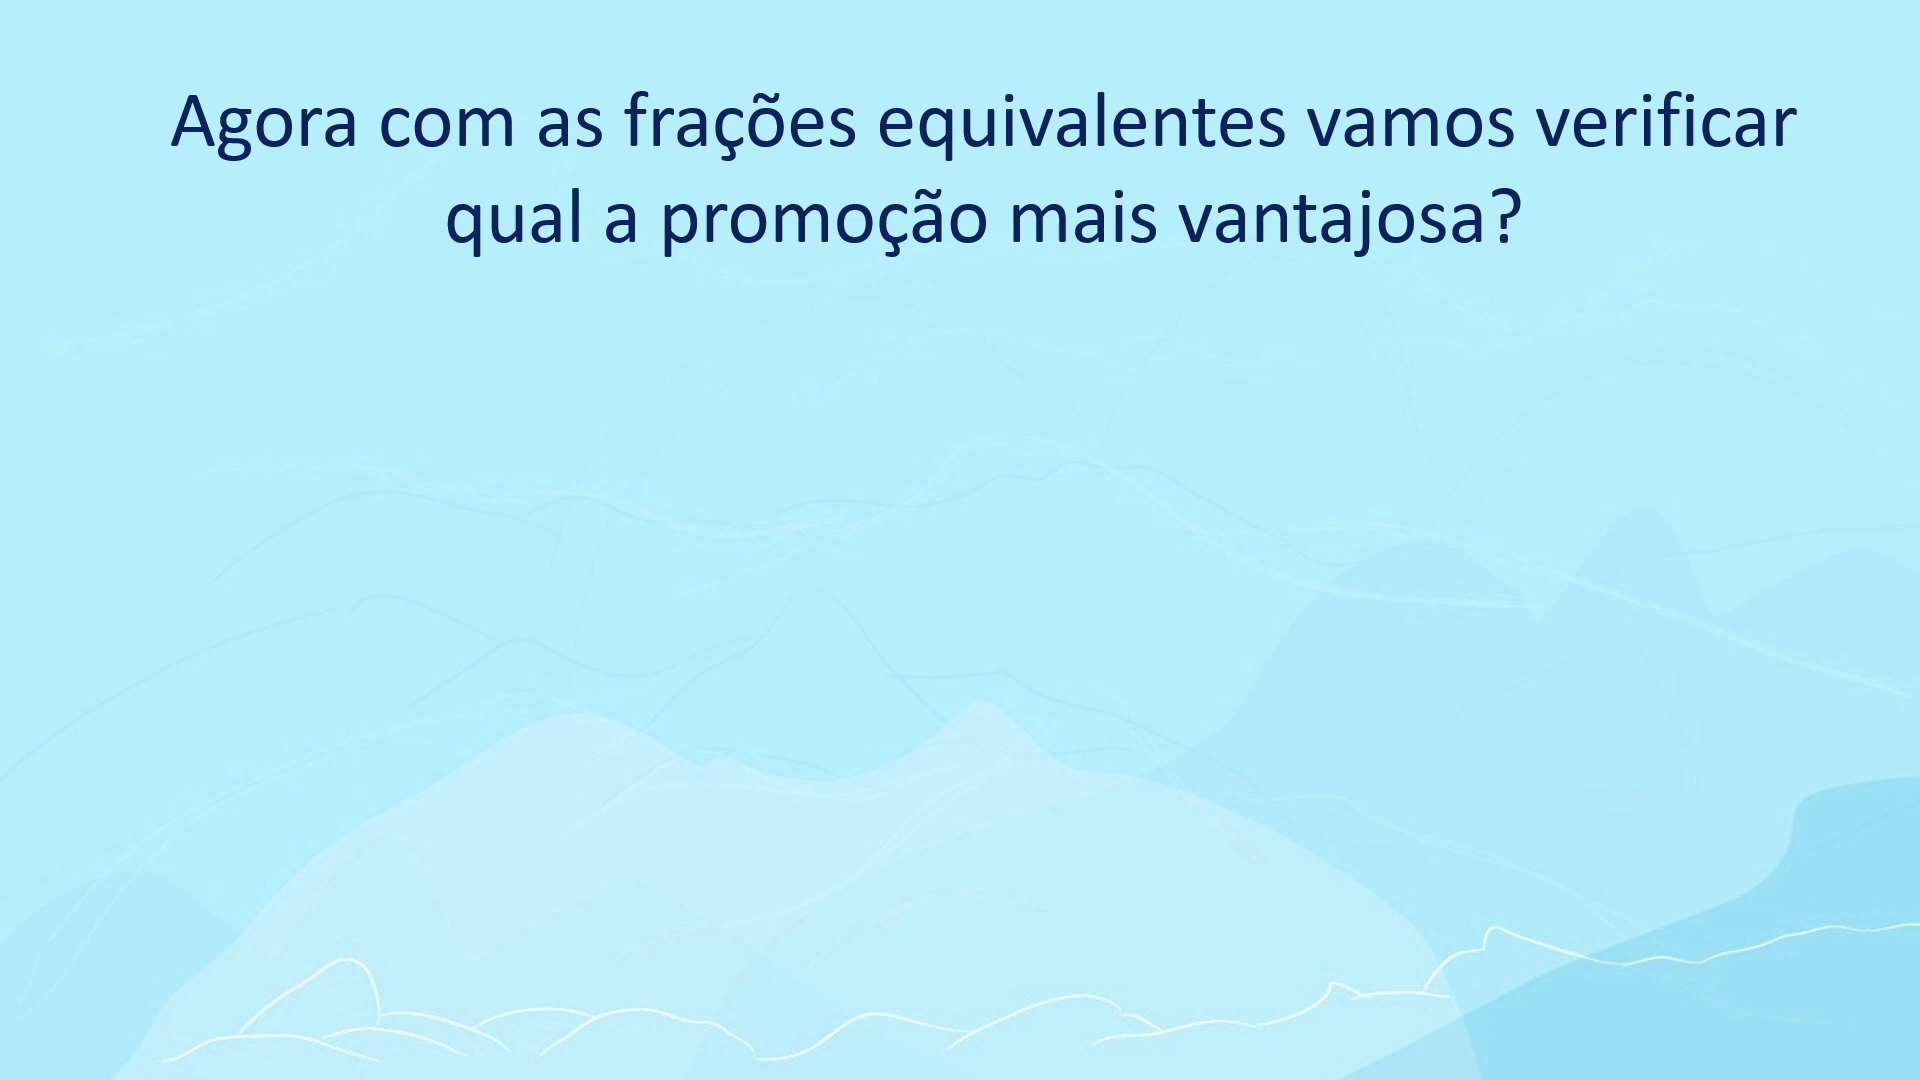 Agora com as frações equivalentes vamos verificar
qual a promoção mais vantajosa?